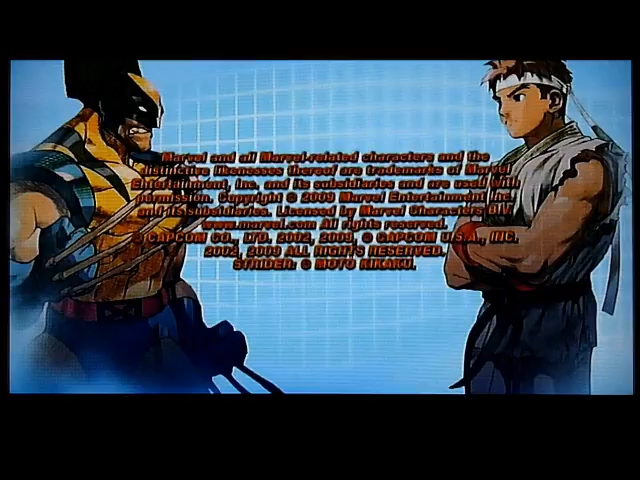 Marvel and all Marvel-related characters and the
distinctive likenesses thereof are trademarks of Marvel
Entertainment, Inc. and its subsidiaries and are used with
permission. Copyright © 2009 Marvel Entertainment Inc.
and its subsidiaries. Licensed by Marvel Characters B.V.
www.marvel.com All rights reserved.
© CAPCOM CO., LTD. 2002, 2009, © CAPCOM U.S.A., INC.
2002, 2009 ALL RIGHTS RESERVED.
STRIDER: © MOTO KIKAKU.